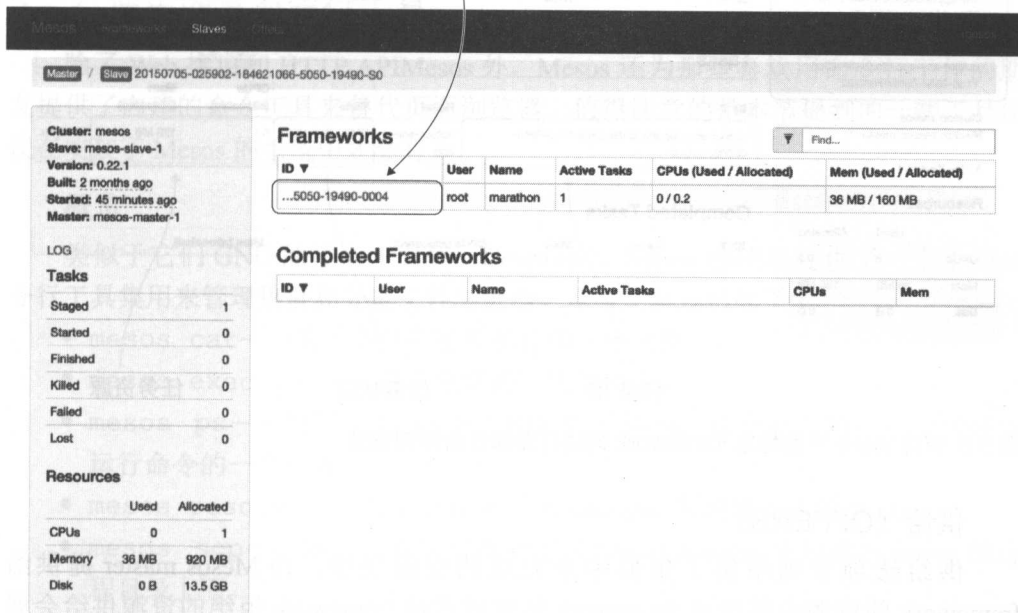 Mesos Frameworks Slaves Offers
Master / Slave 20150705-025902-184621066-5050-19490-S0
Cluster: mesos
Slave: mesos-slave-1
Version: 0.22.1
Built: 2 months ago
Started: 45 minutes ago
Master: mesos-master-1
LOG
Tasks
Staged 1
Started 0
Finished 0
Killed 0
Failed 0
Lost 0
Resources
Used Allocated
CPUs 0 1
Memory 36 MB 920 MB
Disk 0 B 13.5 GB
Frameworks
Find...
ID ▼ User Name Active Tasks CPUs (Used / Allocated) Mem (Used / Allocated)
...5050-19490-0004 root marathon 1 0 / 0.2 36 MB / 160 MB
Completed Frameworks
ID ▼ User Name Active Tasks CPUs Mem